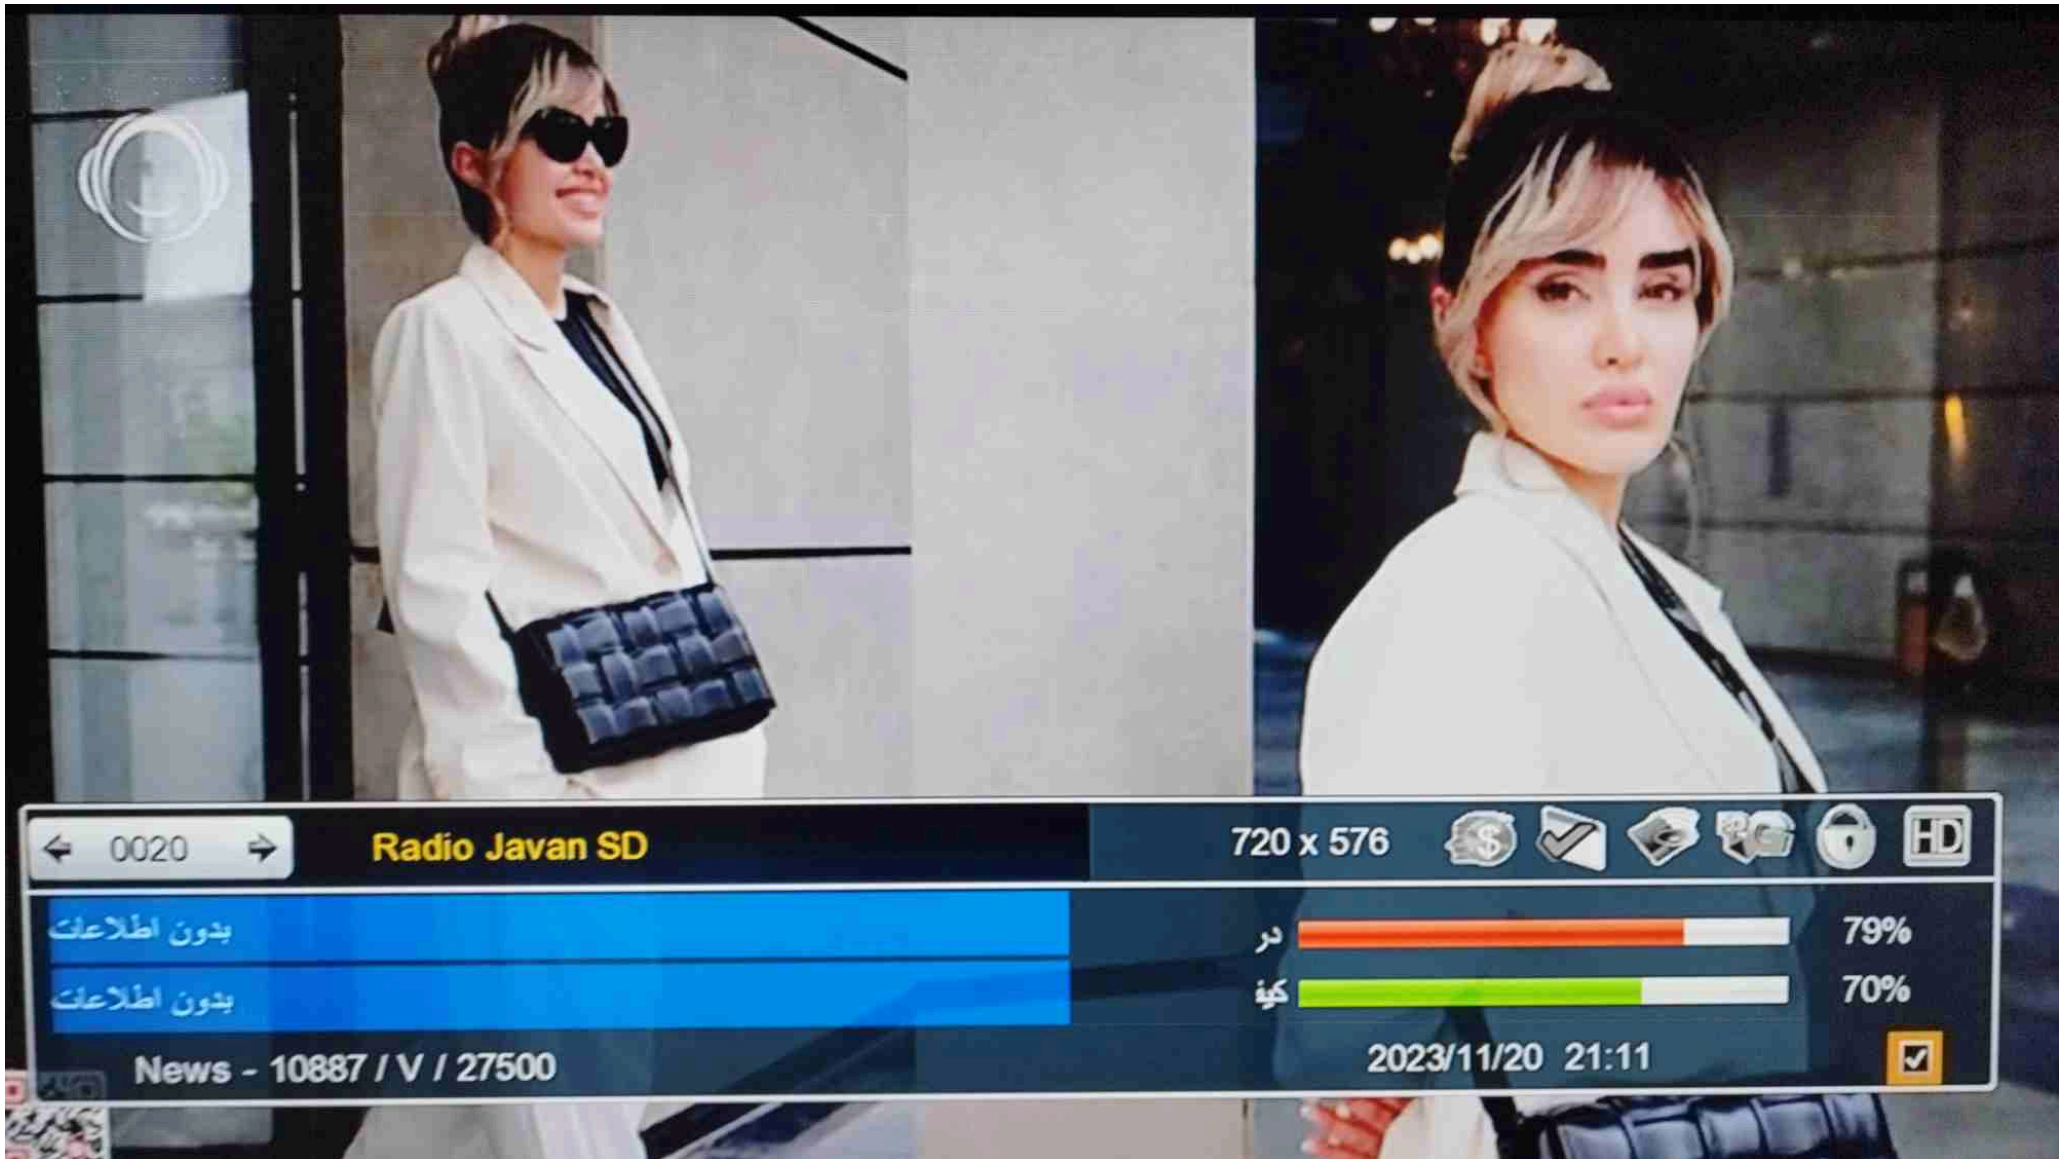 0020
Radio Javan SD
720 x 576
HD
بدون اطلاعات
در
79%
بدون اطلاعات
کیف
70%
News - 10887 / V / 27500
2023/11/20 21:11